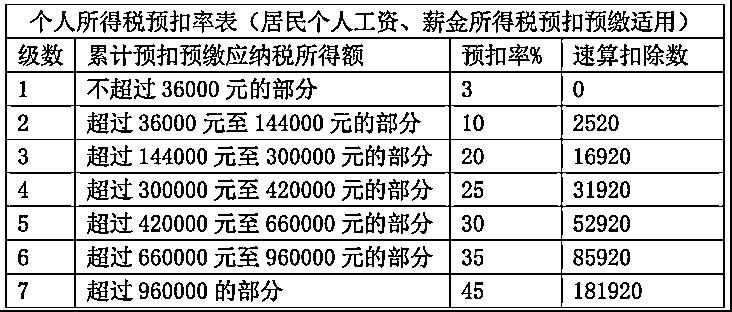 个人所得税预扣率表（居民个人工资、薪金所得税预扣预缴适用）
级数 累计预扣预缴应纳税所得额 预扣率% 速算扣除数
1 不超过 36000 元的部分 3 0
2 超过 36000 元至 144000 元的部分 10 2520
3 超过 144000 元至 300000 元的部分 20 16920
4 超过 300000 元至 420000 元的部分 25 31920
5 超过 420000 元至 660000 元的部分 30 52920
6 超过 660000 元至 960000 元的部分 35 85920
7 超过 960000 的部分 45 181920